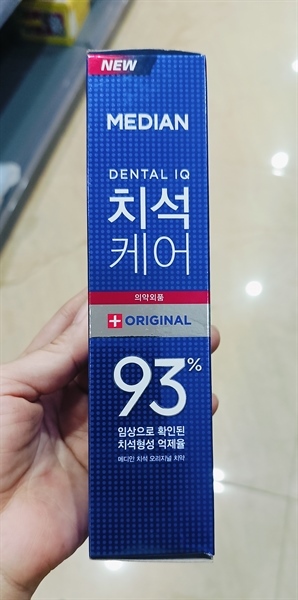 NEW
MEDIAN
DENTAL IQ
치석
케어
의약외품
ORIGINAL
93%
임상으로 확인된
치석형성 억제율
메디안 치석 오리지널 치약